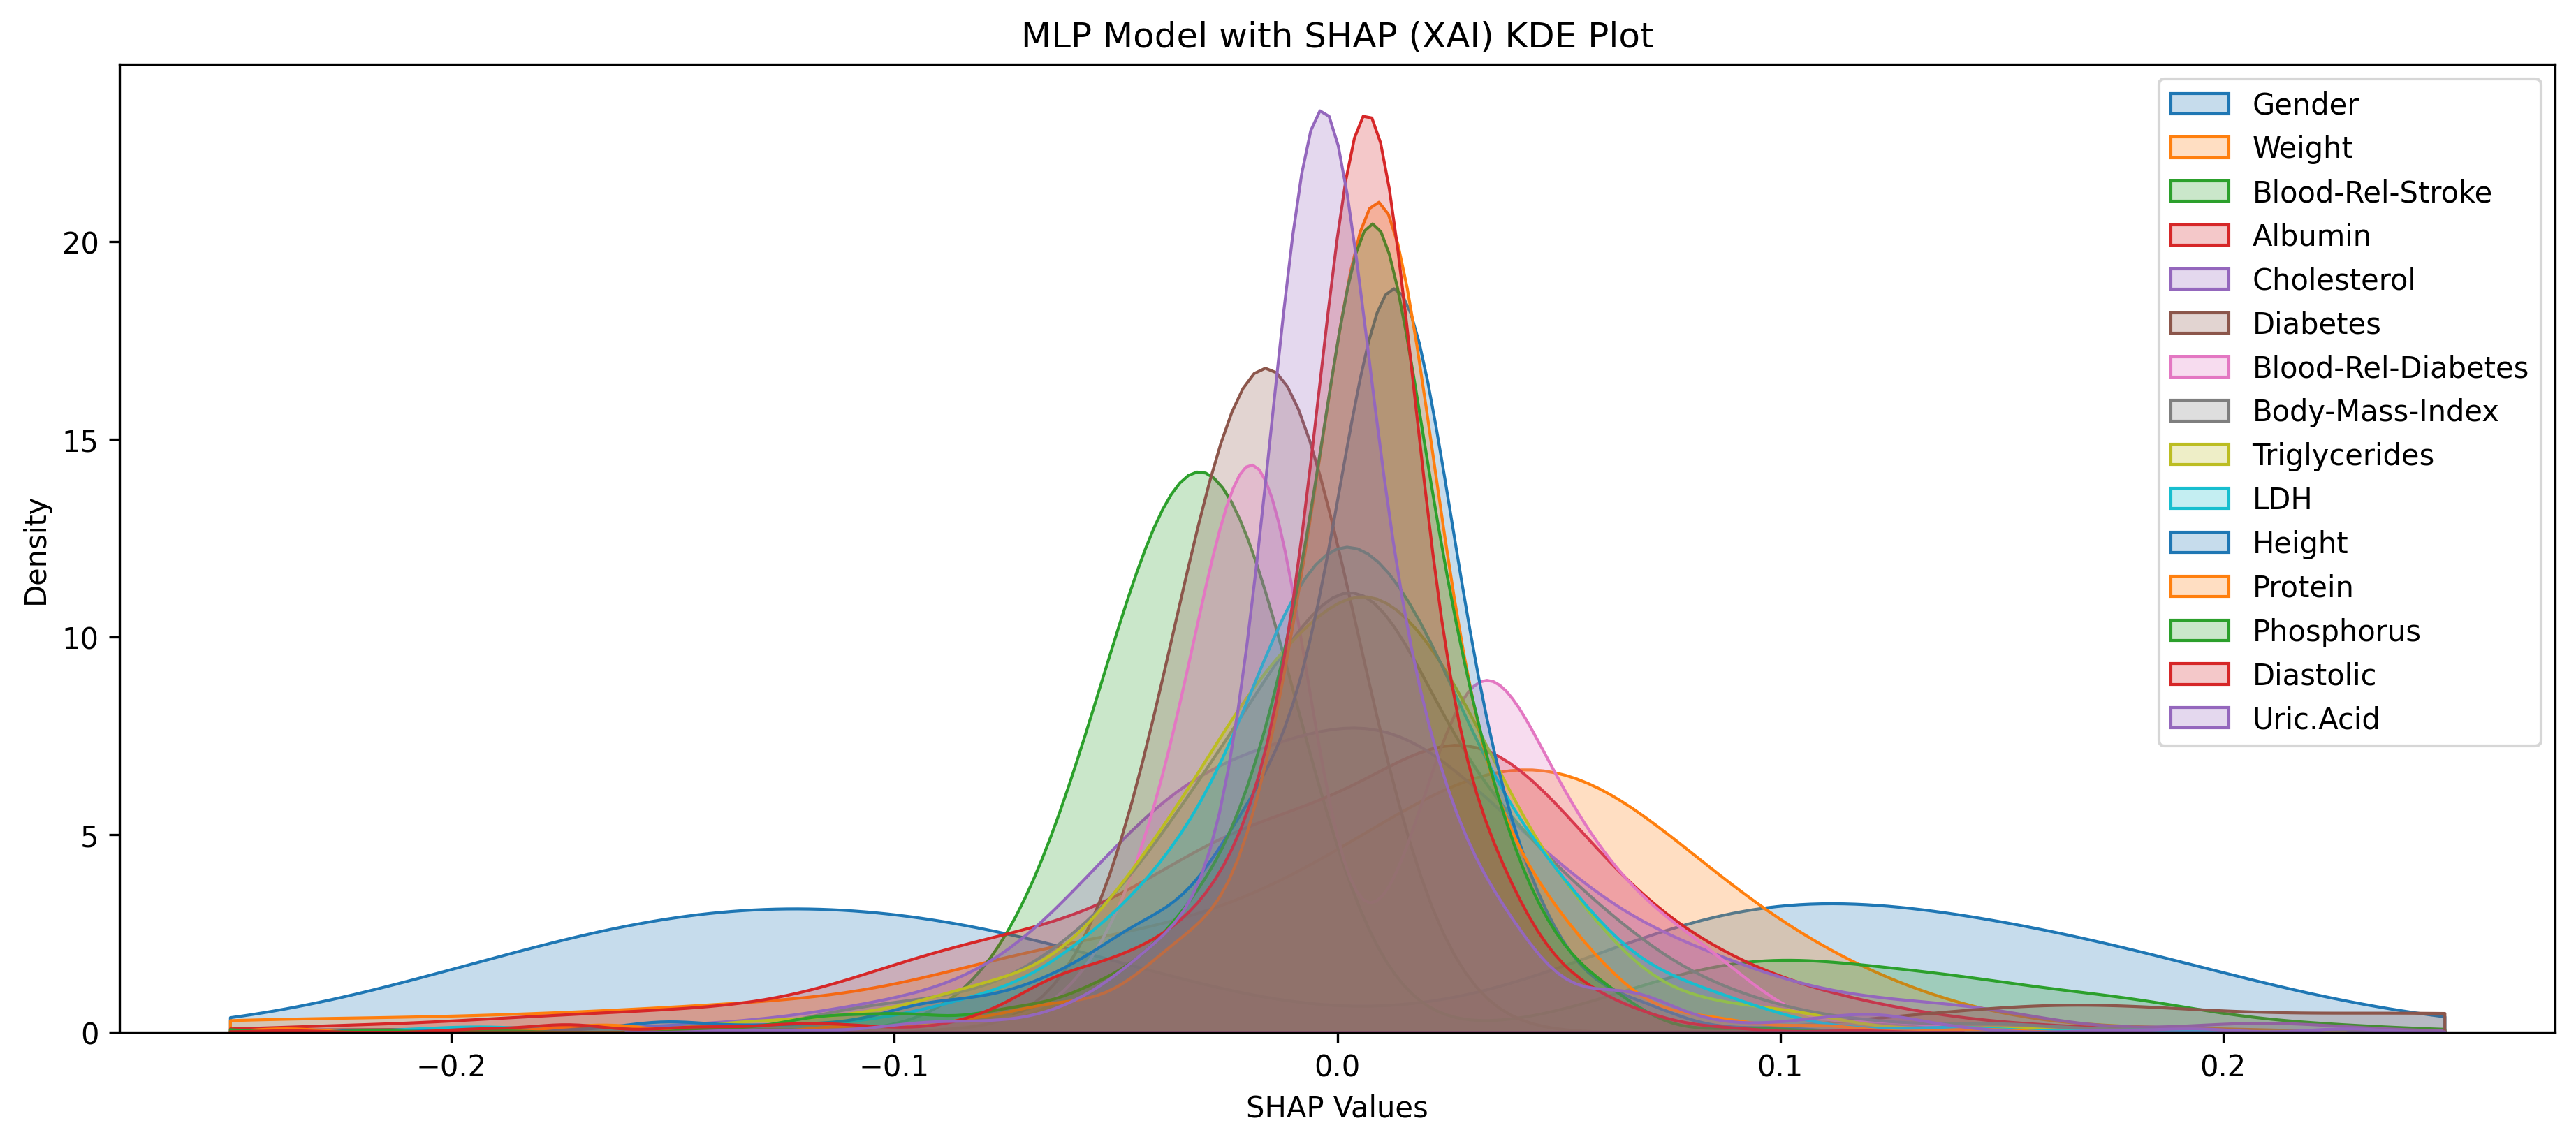 MLP Model with SHAP (XAI) KDE Plot
Density
20
15
10
5
0
−0.2
−0.1
0.0
0.1
0.2
SHAP Values
Gender
Weight
Blood-Rel-Stroke
Albumin
Cholesterol
Diabetes
Blood-Rel-Diabetes
Body-Mass-Index
Triglycerides
LDH
Height
Protein
Phosphorus
Diastolic
Uric.Acid